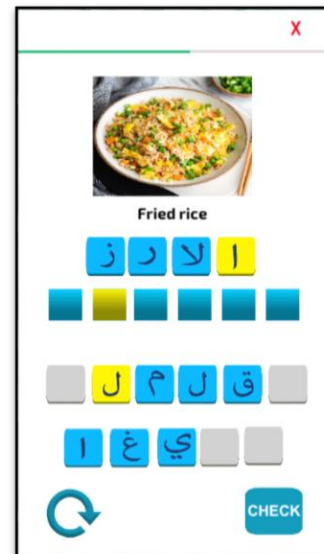 X
Fried rice
ا لا ر ز
ق ل م ل
ي غ ا
CHECK